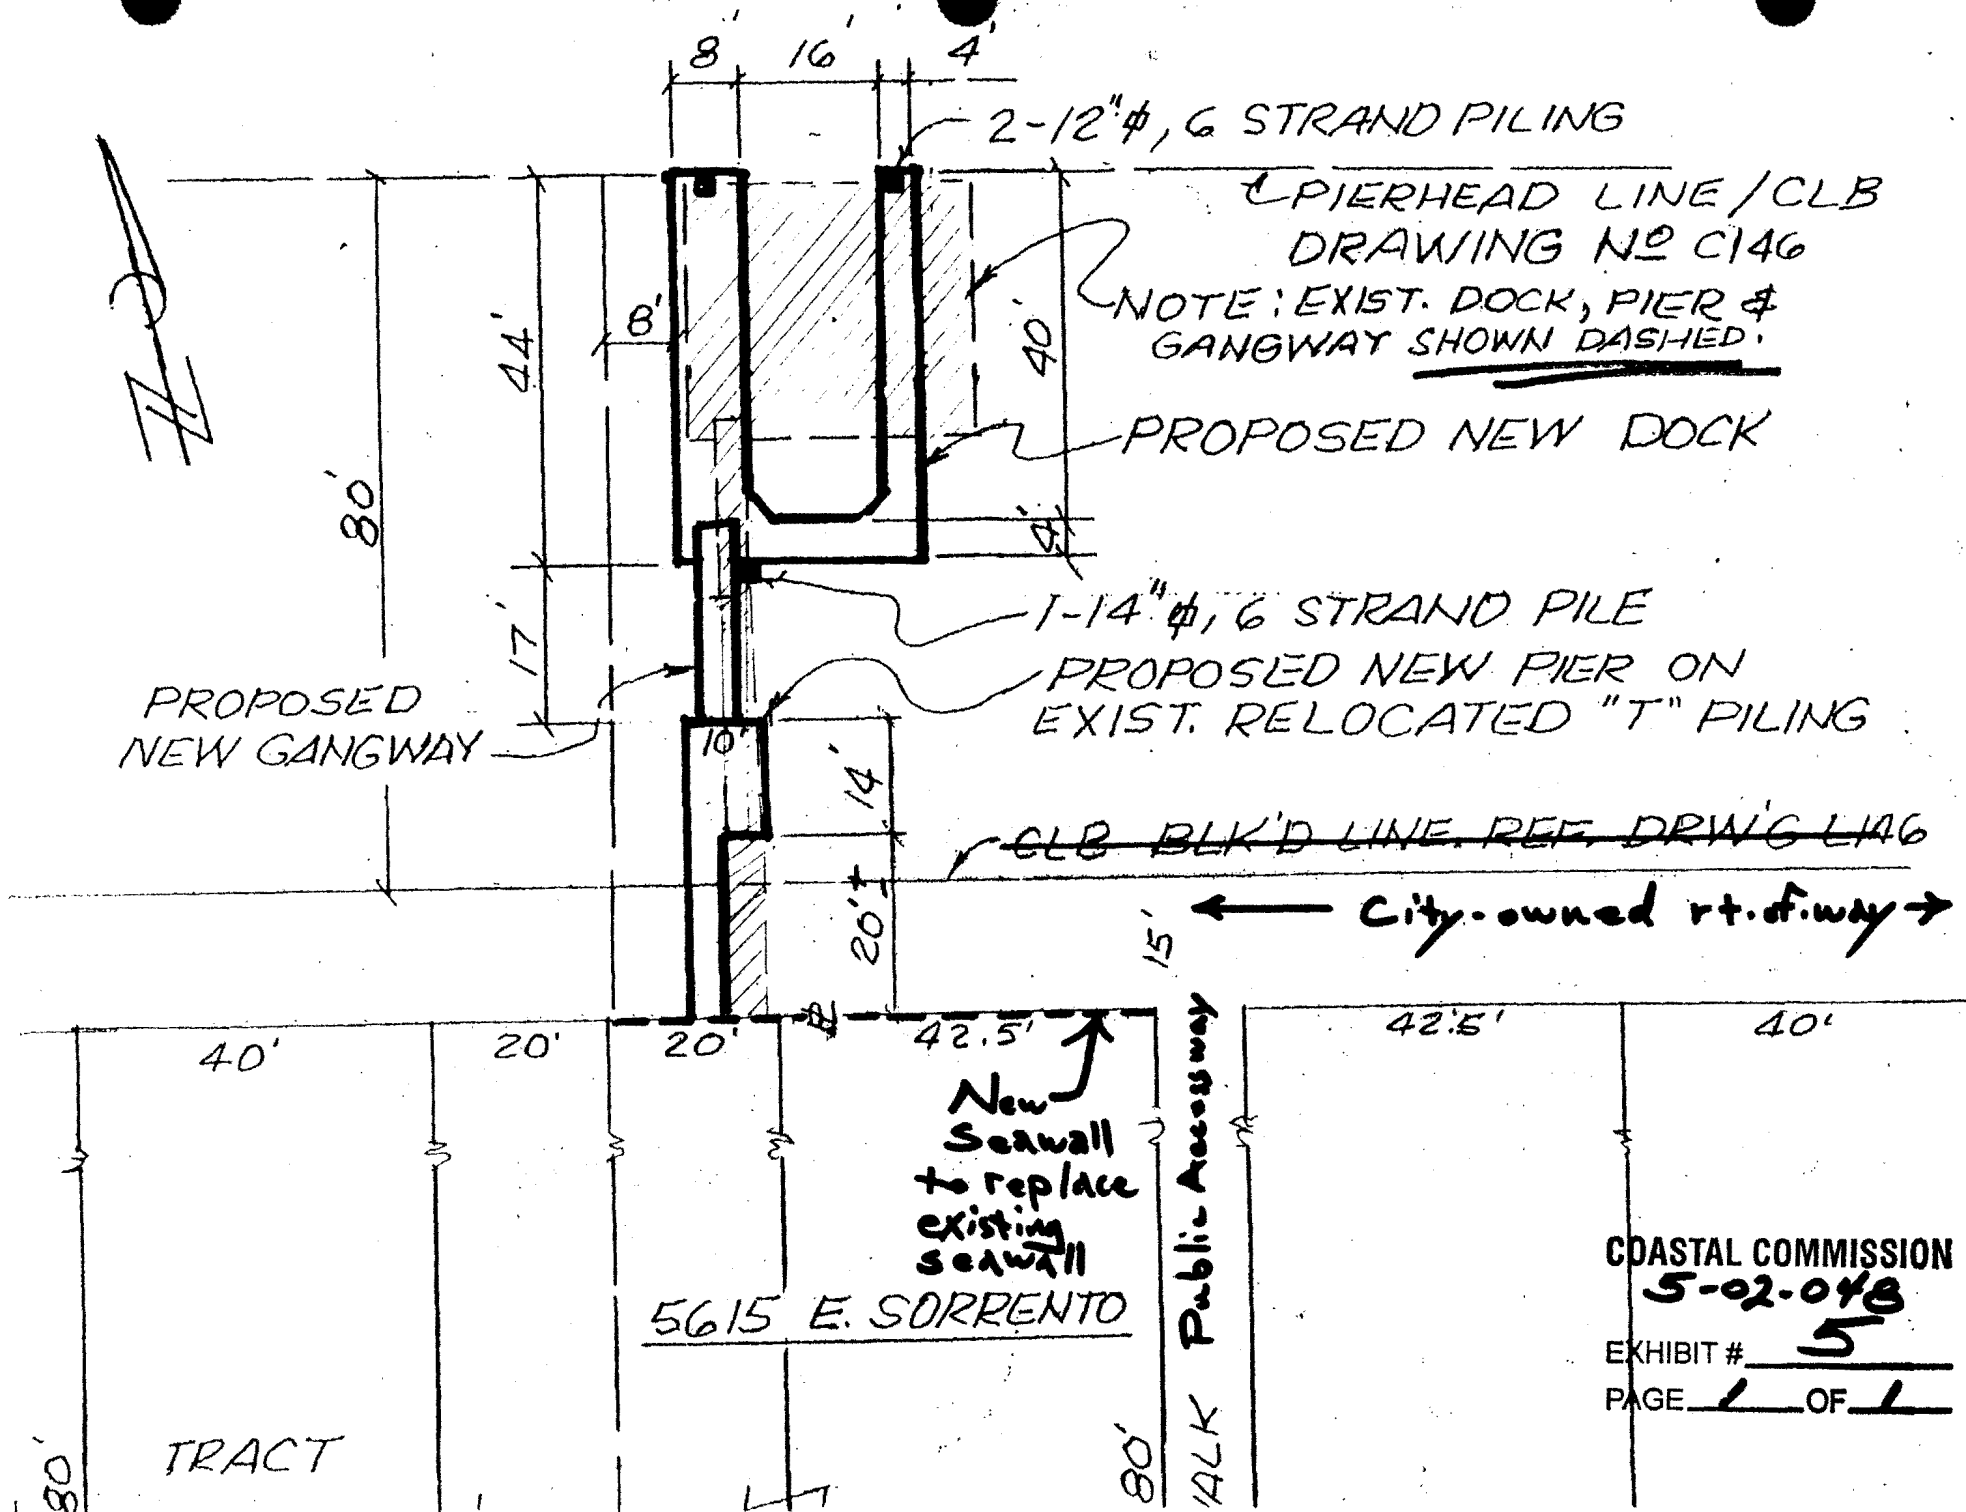 8' 16' 4'
2-12"ϕ, 6 STRAND PILING
℄ PIERHEAD LINE / CLB
DRAWING Nº C146
NOTE: EXIST. DOCK, PIER &
GANGWAY SHOWN DASHED.
8'
44'
40'
PROPOSED NEW DOCK
80'
4'
17'
1-14"ϕ, 6 STRAND PILE
PROPOSED NEW PIER ON
EXIST. RELOCATED "T" PILING
PROPOSED
NEW GANGWAY
10'
14'
CLB BLK'D LINE. REF. DRW'G L146
20'±
15'
City-owned rt.of.way
40' 20' 20' 42.5' 42.5' 40'
New
Seawall
to replace
existing
seawall
Public Accessway
5615 E. SORRENTO
COASTAL COMMISSION
5-02-048
EXHIBIT # 5
PAGE 1 OF 1
TRACT
80'
80'